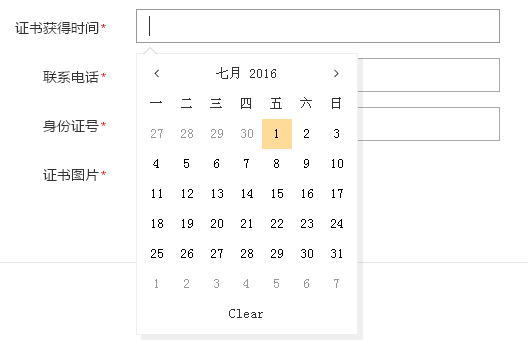 证书获得时间*
联系电话*
身份证号*
证书图片*
七月 2016
一 二 三 四 五 六 日
27 28 29 30 1 2 3
4 5 6 7 8 9 10
11 12 13 14 15 16 17
18 19 20 21 22 23 24
25 26 27 28 29 30 31
1 2 3 4 5 6 7
Clear